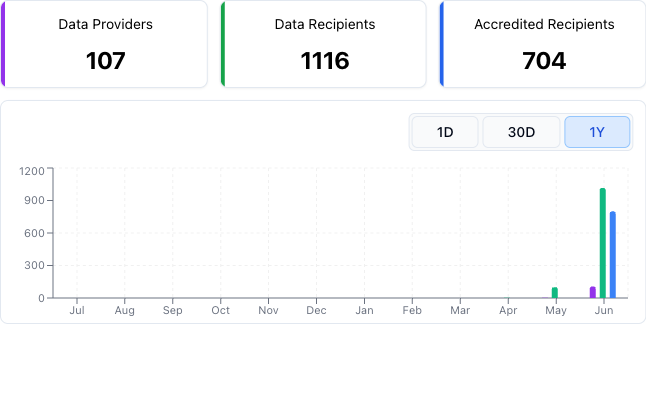 Data Providers
107
Data Recipients
1116
Accredited Recipients
704
1D 30D 1Y
1200
900
600
300
0
Jul Aug Sep Oct Nov Dec Jan Feb Mar Apr May Jun